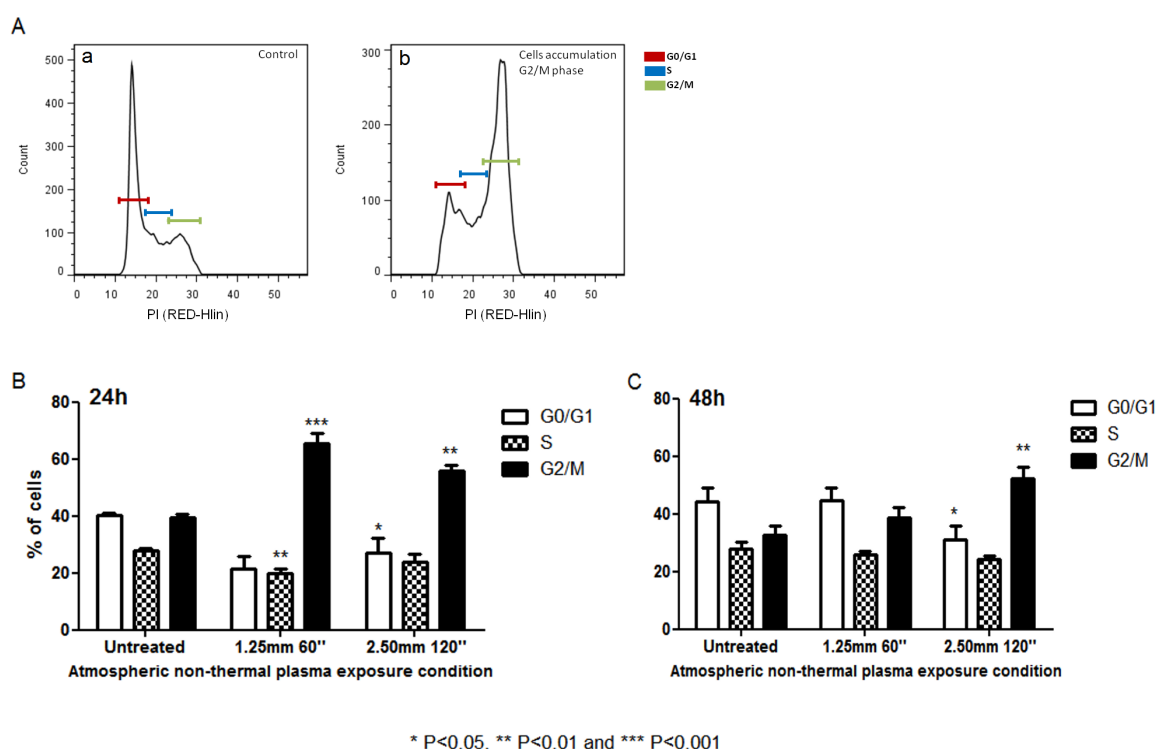 A
a
Control
500
400
300
200
100
0
Count
0 10 20 30 40 50
PI (RED-Hlin)
b
Cells accumulation
G2/M phase
300
200
100
0
Count
0 10 20 30 40 50
PI (RED-Hlin)
G0/G1
S
G2/M
B
24h
80
60
40
20
0
% of cells
***
**
**
*
G0/G1
S
G2/M
Untreated 1.25mm 60'' 2.50mm 120''
Atmospheric non-thermal plasma exposure condition
C
48h
80
60
40
20
0
**
*
G0/G1
S
G2/M
Untreated 1.25mm 60'' 2.50mm 120''
Atmospheric non-thermal plasma exposure condition
* P<0.05, ** P<0.01 and *** P<0.001